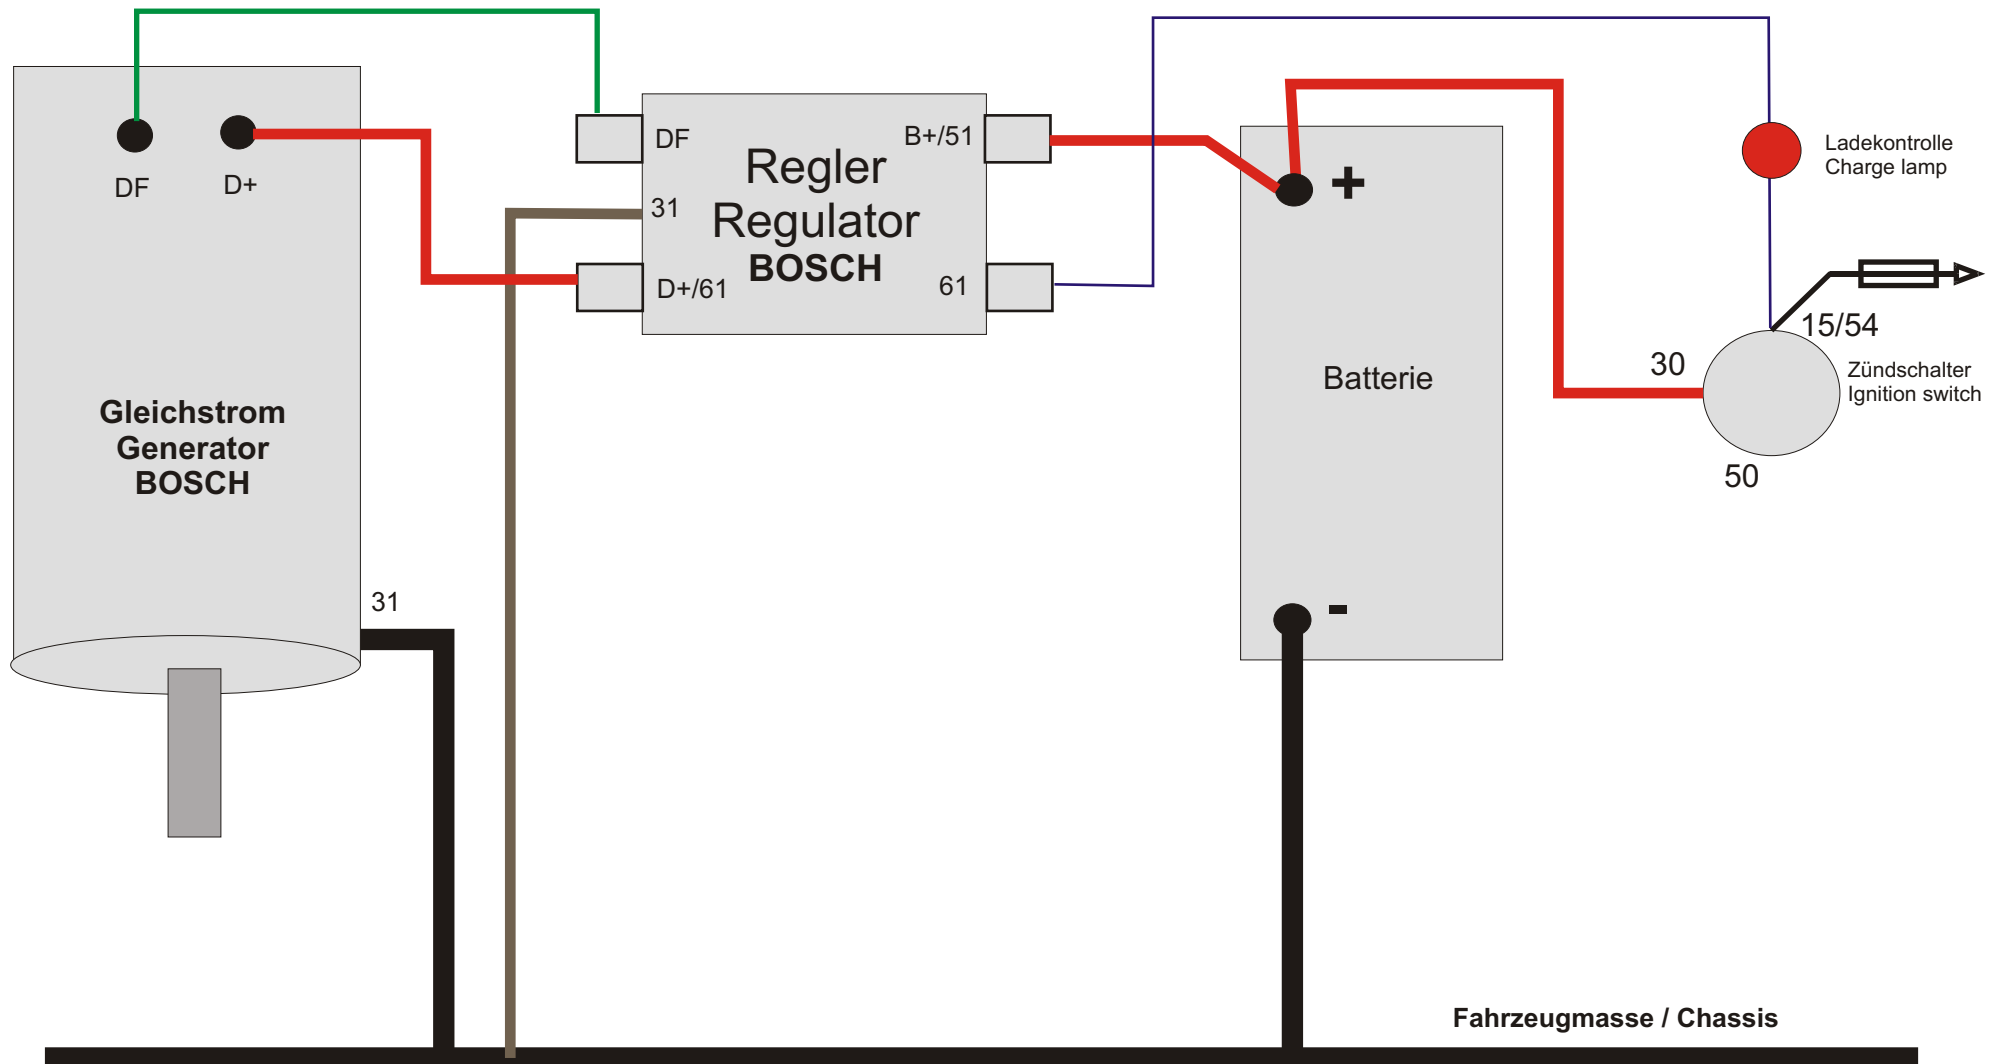 DF
D+
Gleichstrom
Generator
BOSCH
31
DF
31
D+/61
Regler
Regulator
BOSCH
B+/51
61
+
Batterie
-
Ladekontrolle
Charge lamp
15/54
30
Zündschalter
Ignition switch
50
Fahrzeugmasse / Chassis